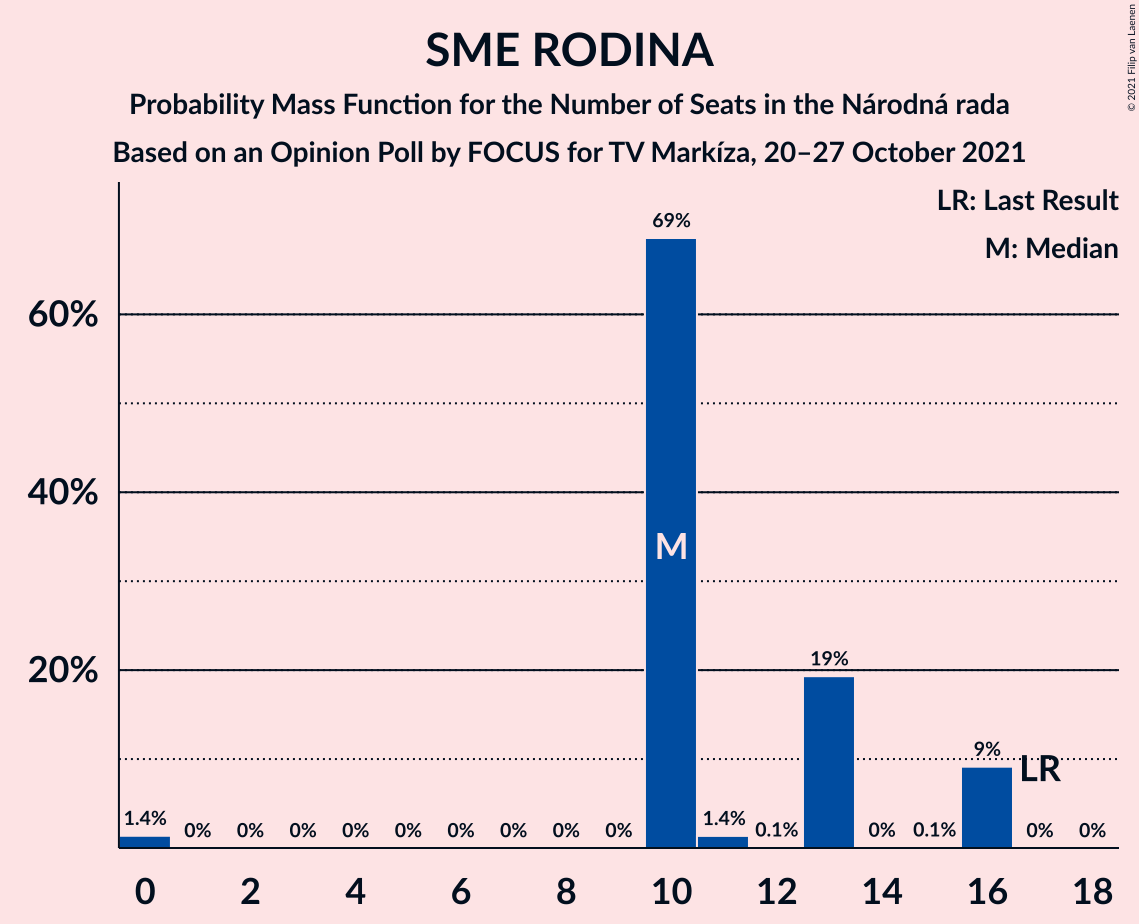 SME RODINA
Probability Mass Function for the Number of Seats in the Národná rada
Based on an Opinion Poll by FOCUS for TV Markíza, 20–27 October 2021
© 2021 Filip van Laenen
LR: Last Result
M: Median
60%
40%
20%
1.4%
0%
0%
0%
0%
0%
0%
0%
0%
0%
69%
M
1.4%
0.1%
19%
0%
0.1%
9%
LR
0%
0%
0 2 4 6 8 10 12 14 16 18